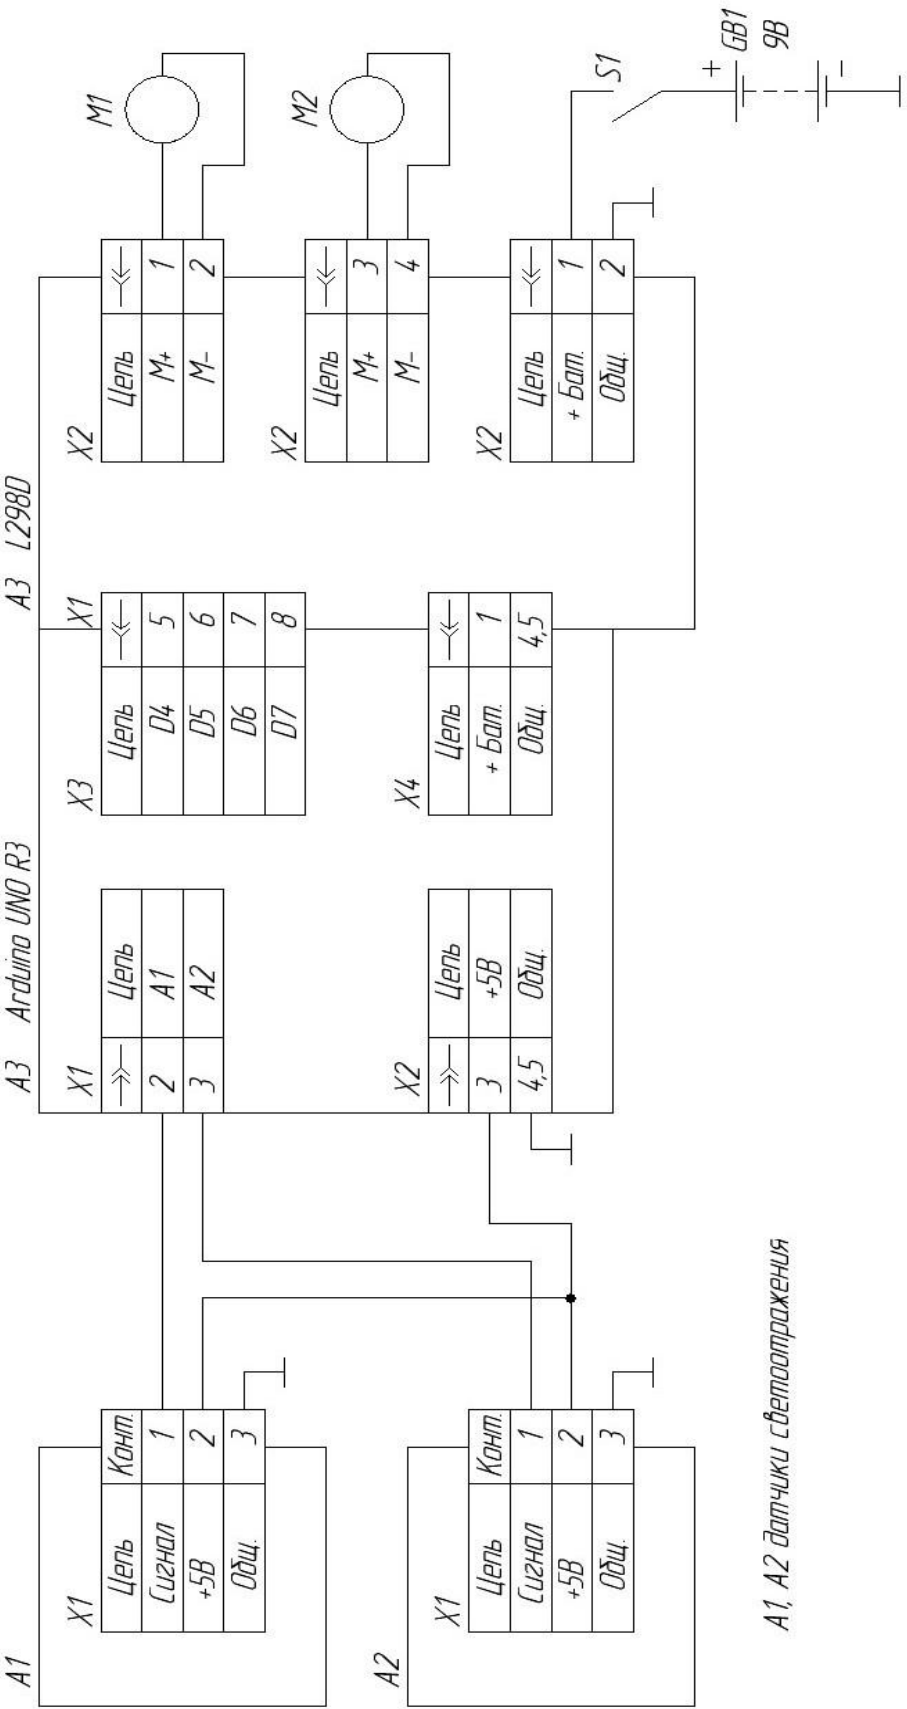 A1
X1
Цепь Конт.
Сигнал 1
+5В 2
Общ. 3
A2
X1
Цепь Конт.
Сигнал 1
+5В 2
Общ. 3
A3 Arduino UNO R3
X1
Цепь
2 A1
3 A2
X2
Цепь
3 +5В
4,5 Общ.
X3
Цепь
D4 5
D5 6
D6 7
D7 8
X4
Цепь
+ Бат. 1
Общ. 4,5
A3 L298D
X1
X2
Цепь
M+ 1
M- 2
X2
Цепь
M+ 3
M- 4
X2
Цепь
+ Бат. 1
Общ. 2
M1
M2
S1
+
GB1
9В
-
A1, A2 датчики светоотражения